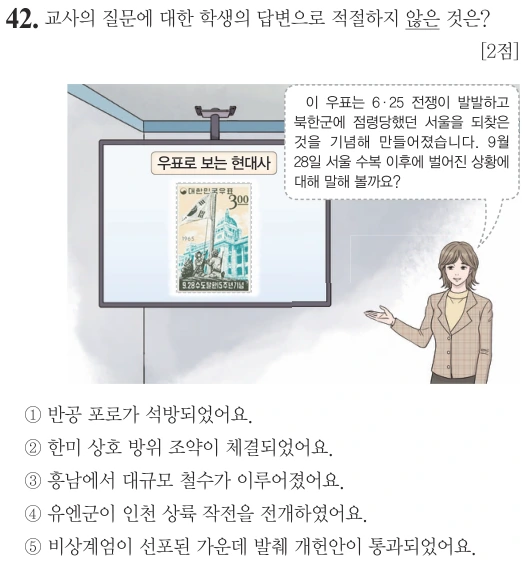 42. 교사의 질문에 대한 학생의 답변으로 적절하지 않은 것은?
[2점]
이 우표는 6·25 전쟁이 발발하고
북한군에 점령당했던 서울을 되찾은
것을 기념해 만들어졌습니다. 9월
28일 서울 수복 이후에 벌어진 상황에
대해 말해 볼까요?
우표로 보는 현대사
대한민국우표
300
1965
9.28수도탈환15주년기념
① 반공 포로가 석방되었어요.
② 한미 상호 방위 조약이 체결되었어요.
③ 흥남에서 대규모 철수가 이루어졌어요.
④ 유엔군이 인천 상륙 작전을 전개하였어요.
⑤ 비상계엄이 선포된 가운데 발췌 개헌안이 통과되었어요.